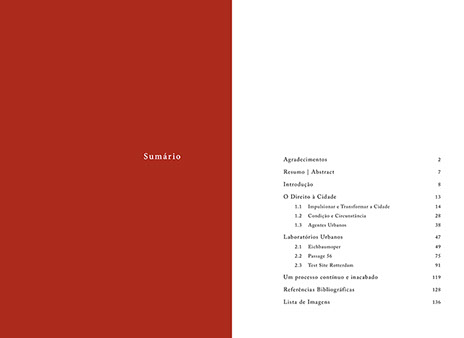 Sumário
Agradecimentos 2
Resumo | Abstract 7
Introdução 8
O Direito à Cidade 13
1.1 Impulsionar e Transformar a Cidade 14
1.2 Condição e Circunstância 28
1.3 Agentes Urbanos 38
Laboratórios Urbanos 47
2.1 Eichbaumoper 49
2.2 Passage 56 75
2.3 Test Site Rotterdam 91
Um processo contínuo e inacabado 119
Referências Bibliográficas 128
Lista de Imagens 136